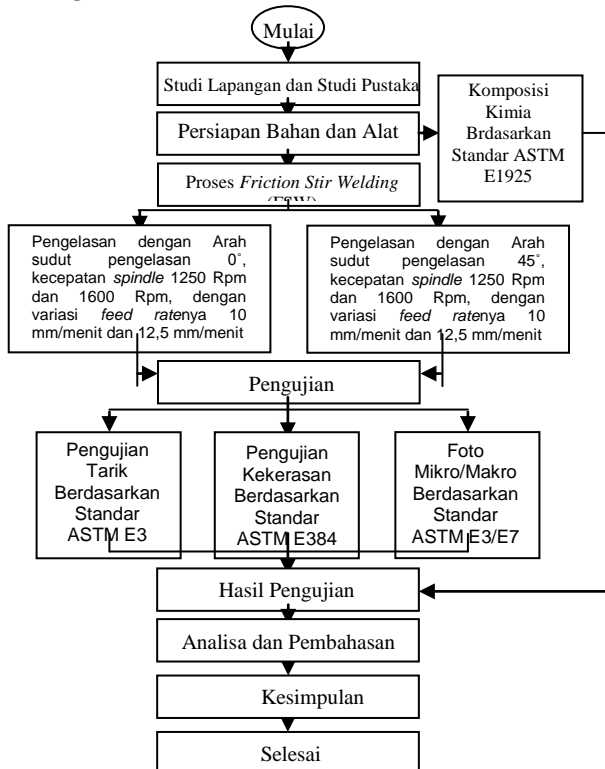 Mulai
Studi Lapangan dan Studi Pustaka
Persiapan Bahan dan Alat
Komposisi
Kimia
Brdasarkan
Standar ASTM
E1925
Proses Friction Stir Welding
Pengelasan dengan Arah
sudut pengelasan 0˚,
kecepatan spindle 1250 Rpm
dan 1600 Rpm, dengan
variasi feed ratenya 10
mm/menit dan 12,5 mm/menit
Pengelasan dengan Arah
sudut pengelasan 45˚,
kecepatan spindle 1250 Rpm
dan 1600 Rpm, dengan
variasi feed ratenya 10
mm/menit dan 12,5 mm/menit
Pengujian
Pengujian
Tarik
Berdasarkan
Standar
ASTM E3
Pengujian
Kekerasan
Berdasarkan
Standar
ASTM E384
Foto
Mikro/Makro
Berdasarkan
Standar
ASTM E3/E7
Hasil Pengujian
Analisa dan Pembahasan
Kesimpulan
Selesai